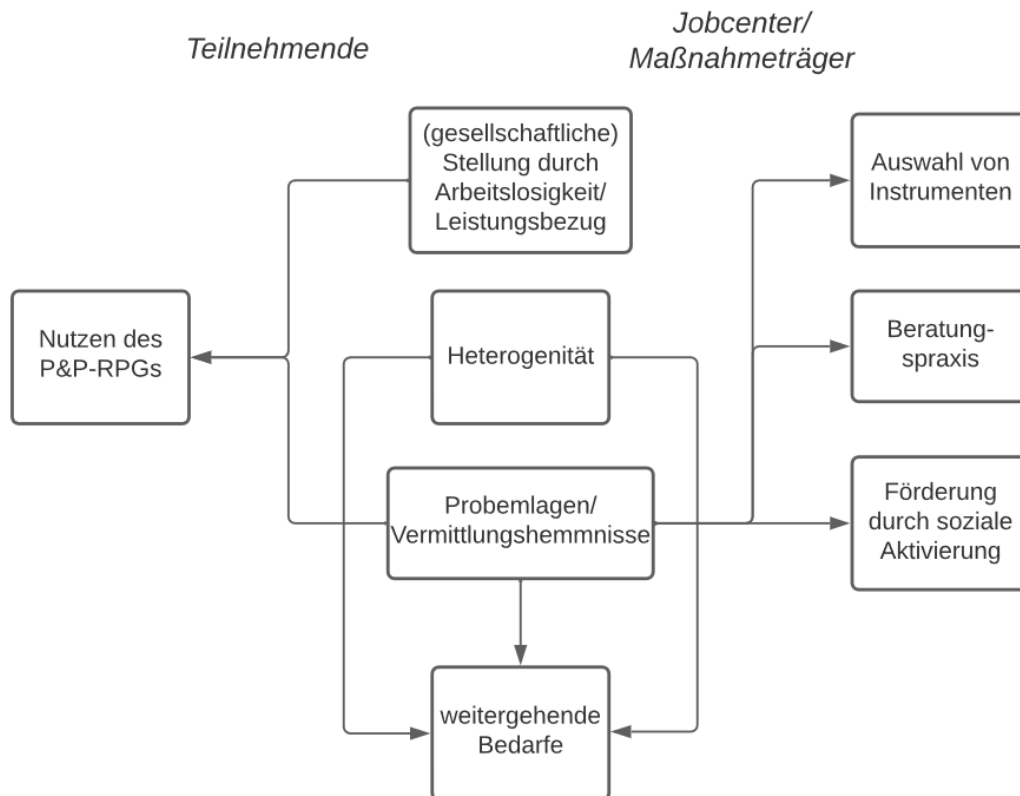 Teilnehmende
Jobcenter/
Maßnahmeträger
(gesellschaftliche)
Stellung durch
Arbeitslosigkeit/
Leistungsbezug
Auswahl von
Instrumenten
Nutzen des
P&P-RPGs
Heterogenität
Beratung-
spraxis
Probemlagen/
Vermittlungshemmnisse
Förderung
durch soziale
Aktivierung
weitergehende
Bedarfe